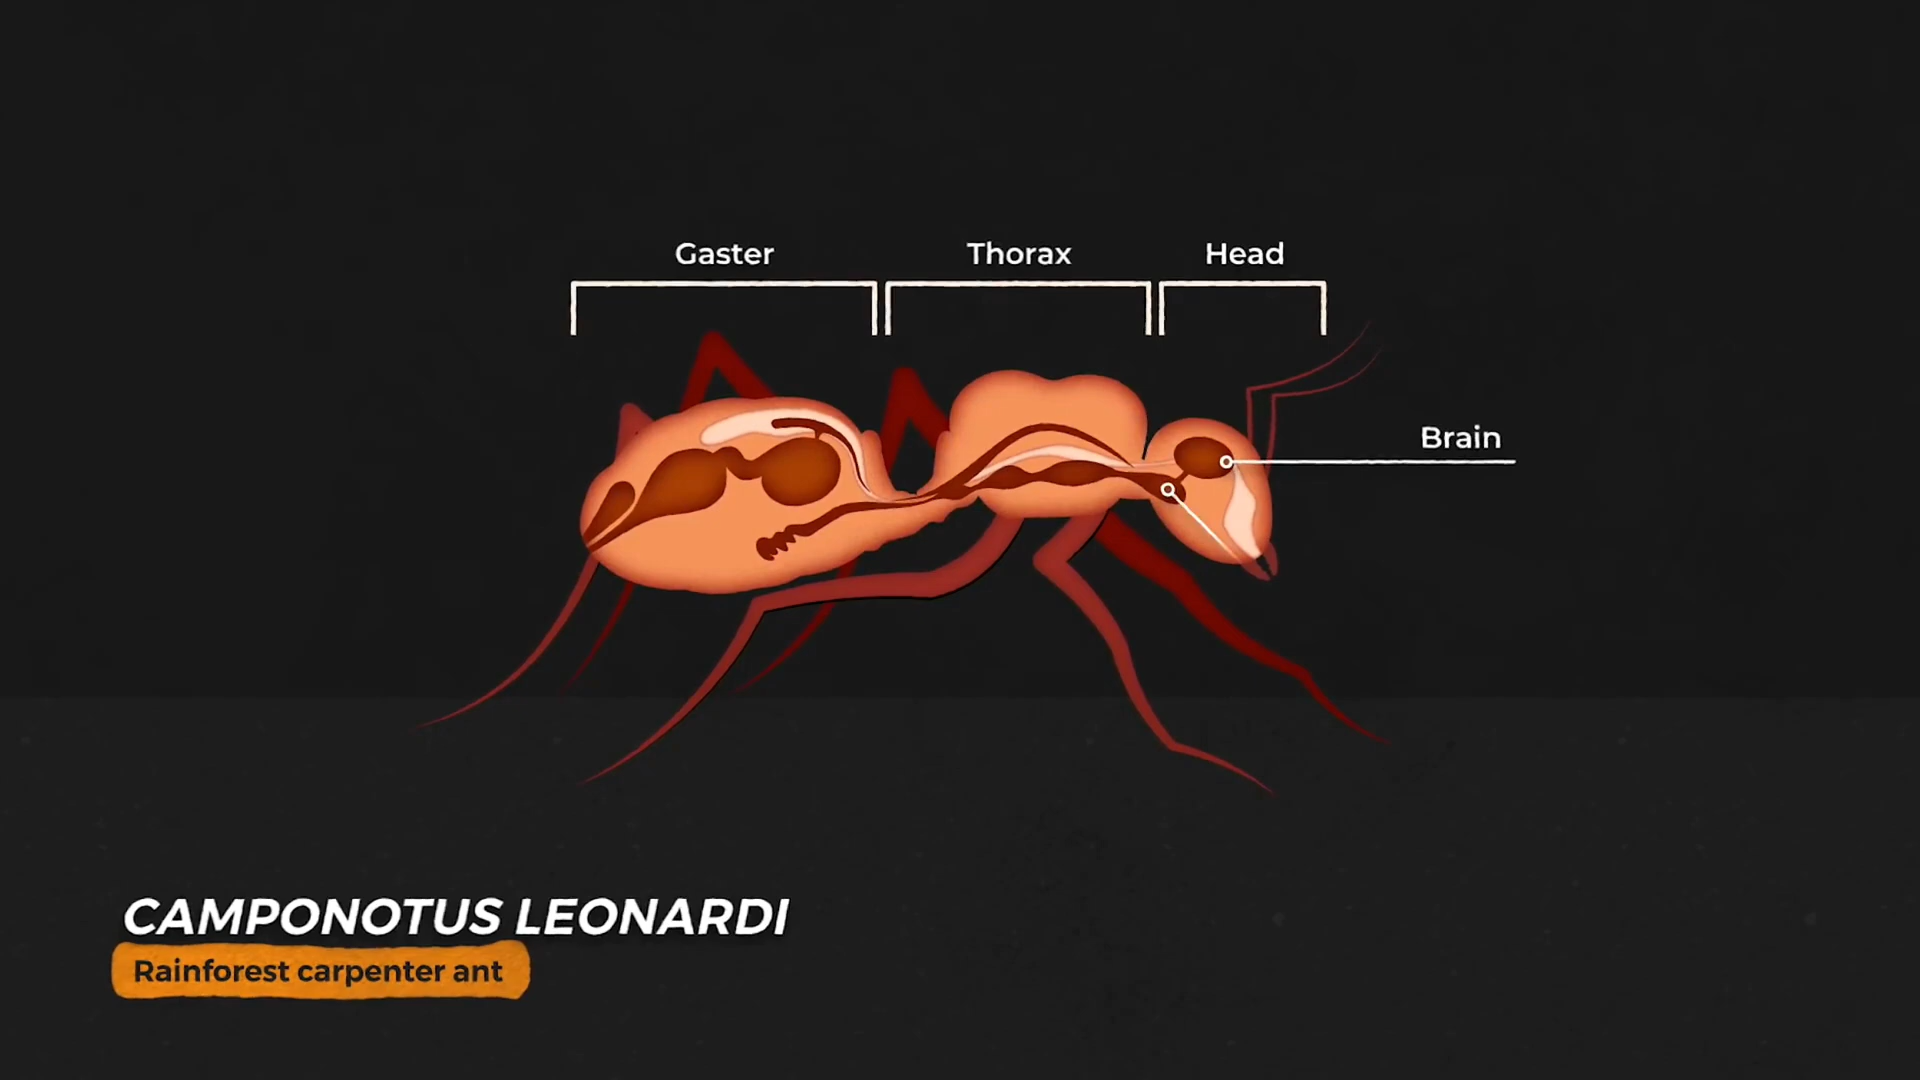 Gaster
Thorax
Head
Brain
CAMPONOTUS LEONARDI
Rainforest carpenter ant